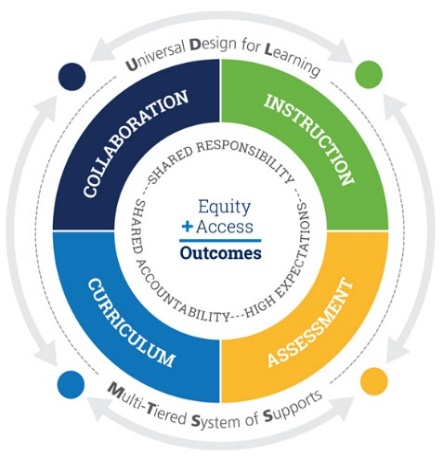 Universal Design for Learning
COLLABORATION
INSTRUCTION
---SHARED RESPONSIBILITY
---HIGH EXPECTATIONS
---SHARED ACCOUNTABILITY
Equity
+ Access
Outcomes
CURRICULUM
ASSESSMENT
Multi-Tiered System of Supports